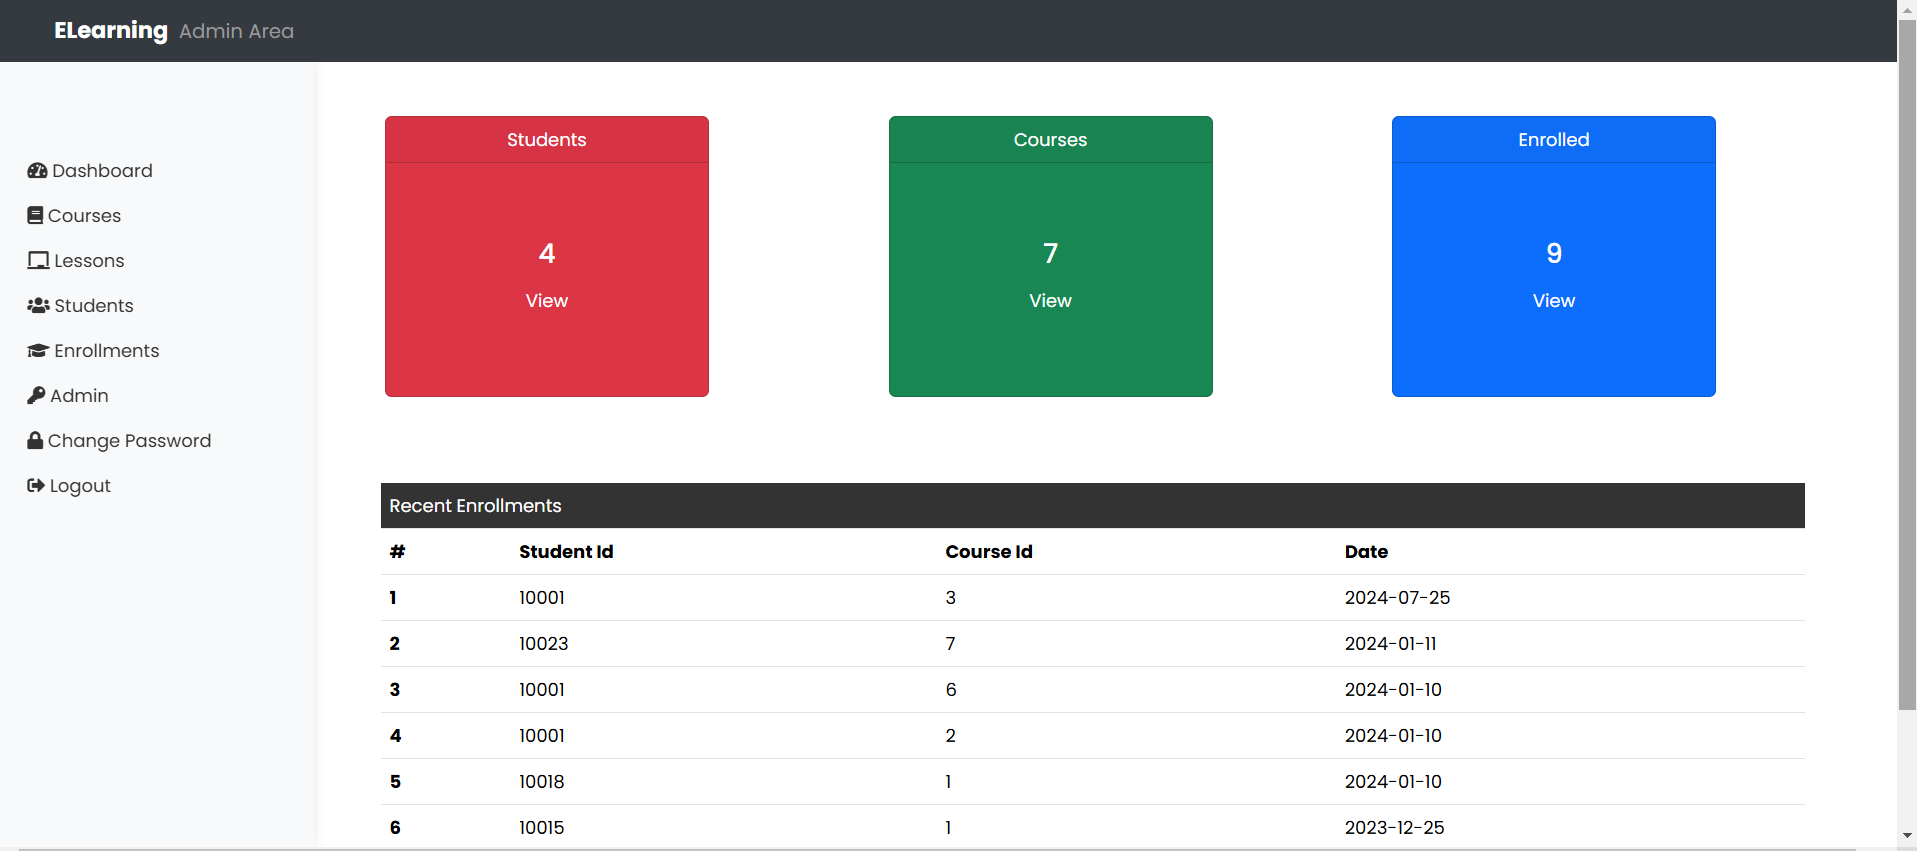 ELearning Admin Area
Dashboard
Courses
Lessons
Students
Enrollments
Admin
Change Password
Logout
Students
4
View
Courses
7
View
Enrolled
9
View
Recent Enrollments
# Student Id Course Id Date
1 10001 3 2024-07-25
2 10023 7 2024-01-11
3 10001 6 2024-01-10
4 10001 2 2024-01-10
5 10018 1 2024-01-10
6 10015 1 2023-12-25